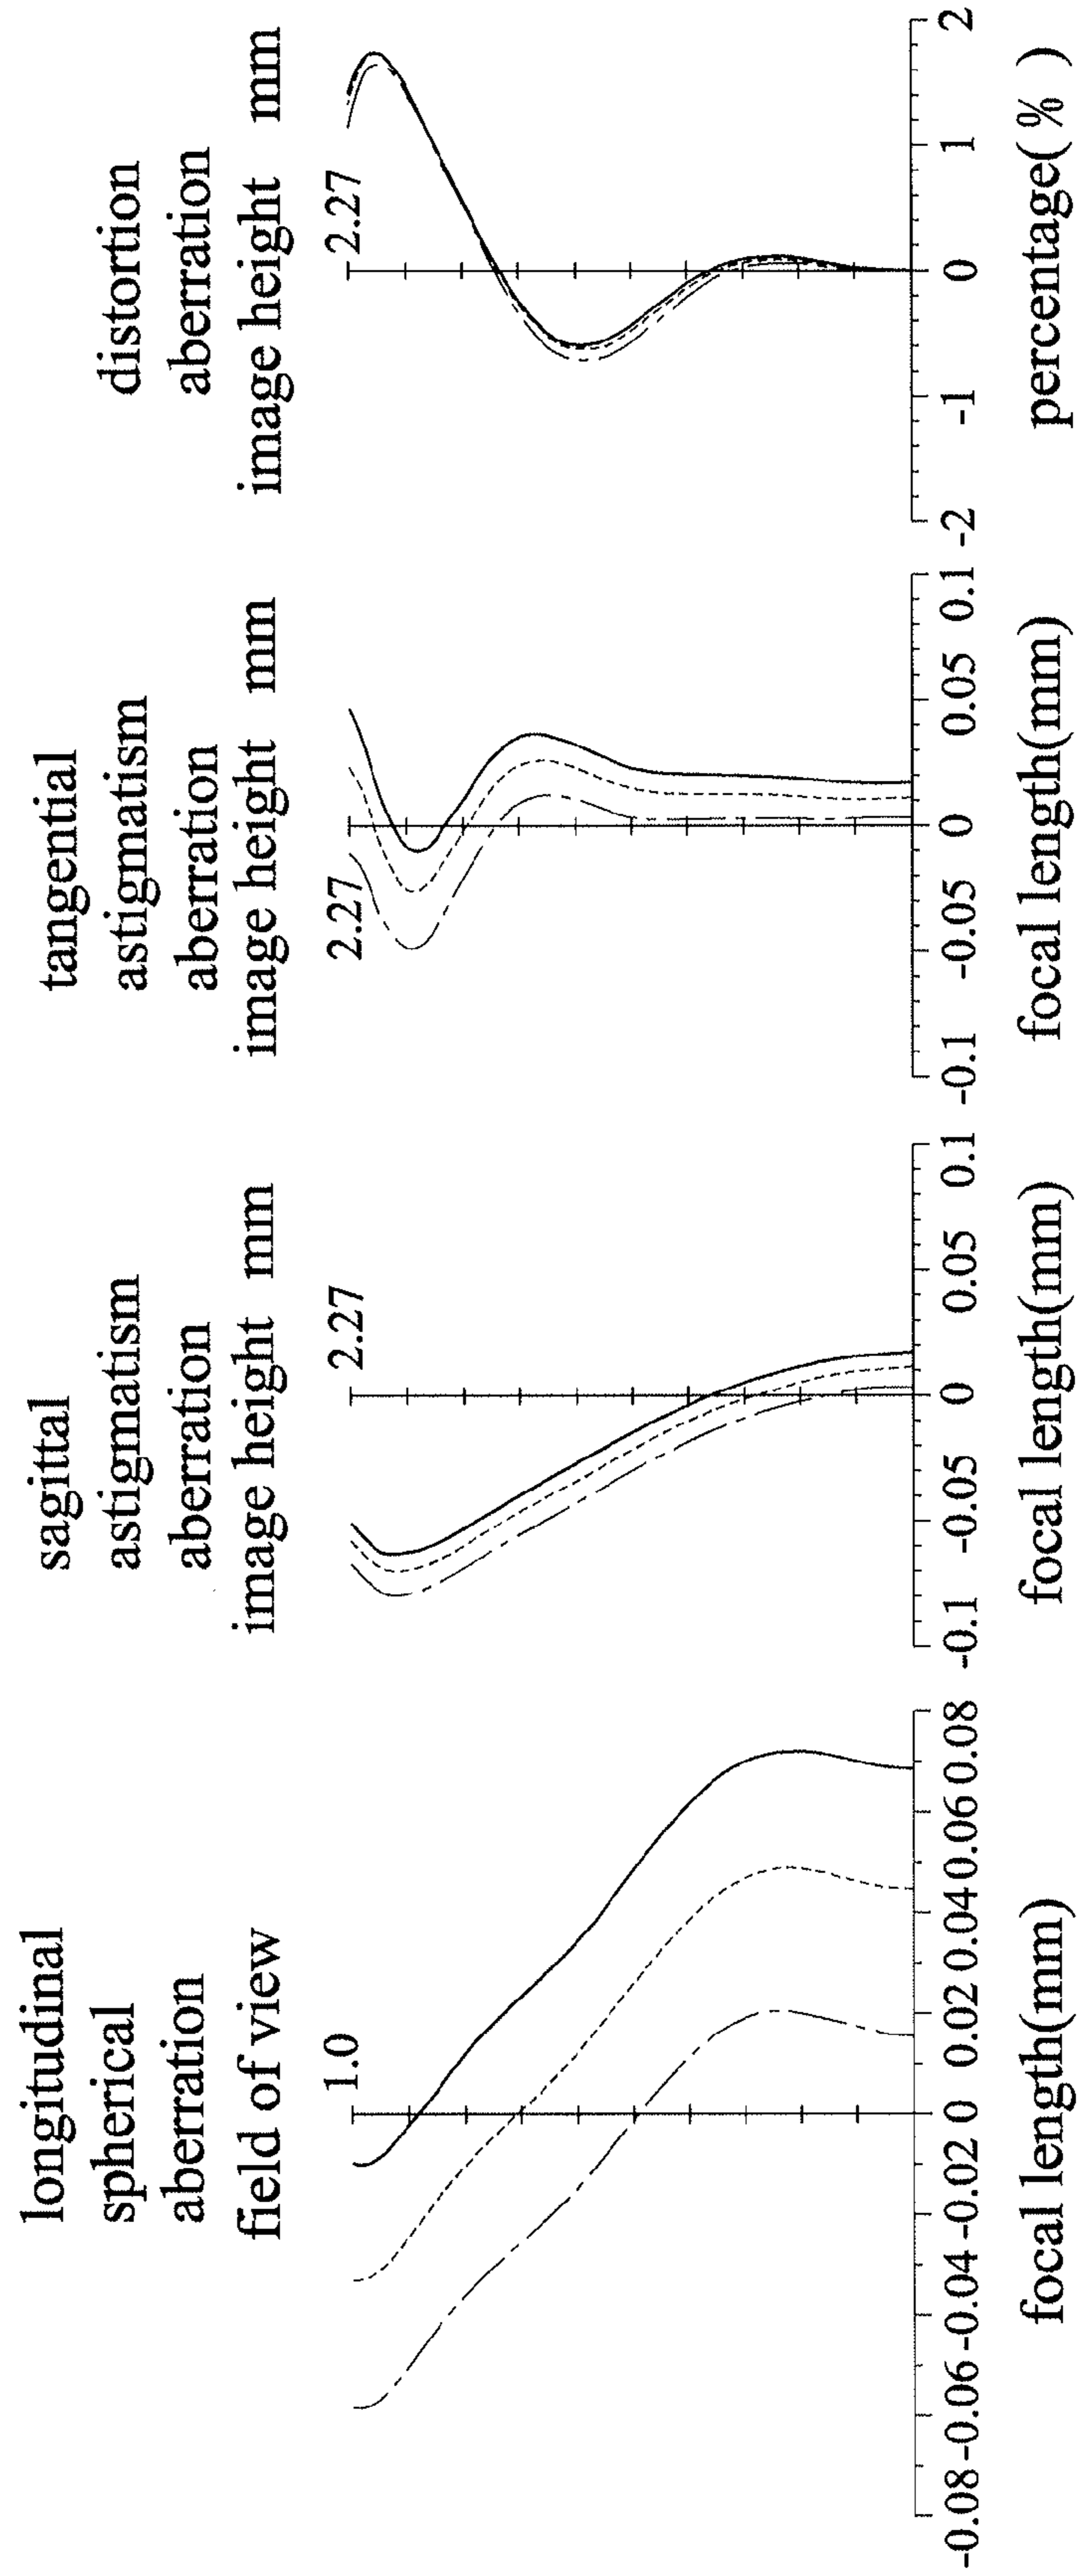 longitudinal
spherical
aberration
field of view
1.0
-0.08 -0.06 -0.04 -0.02 0 0.02 0.04 0.06 0.08
focal length(mm)
sagittal
astigmatism
aberration
image height mm
2.27
-0.1 -0.05 0 0.05 0.1
focal length(mm)
tangential
astigmatism
aberration
image height mm
2.27
-0.1 -0.05 0 0.05 0.1
focal length(mm)
distortion
aberration
image height mm
2.27
-2 -1 0 1 2
percentage( % )